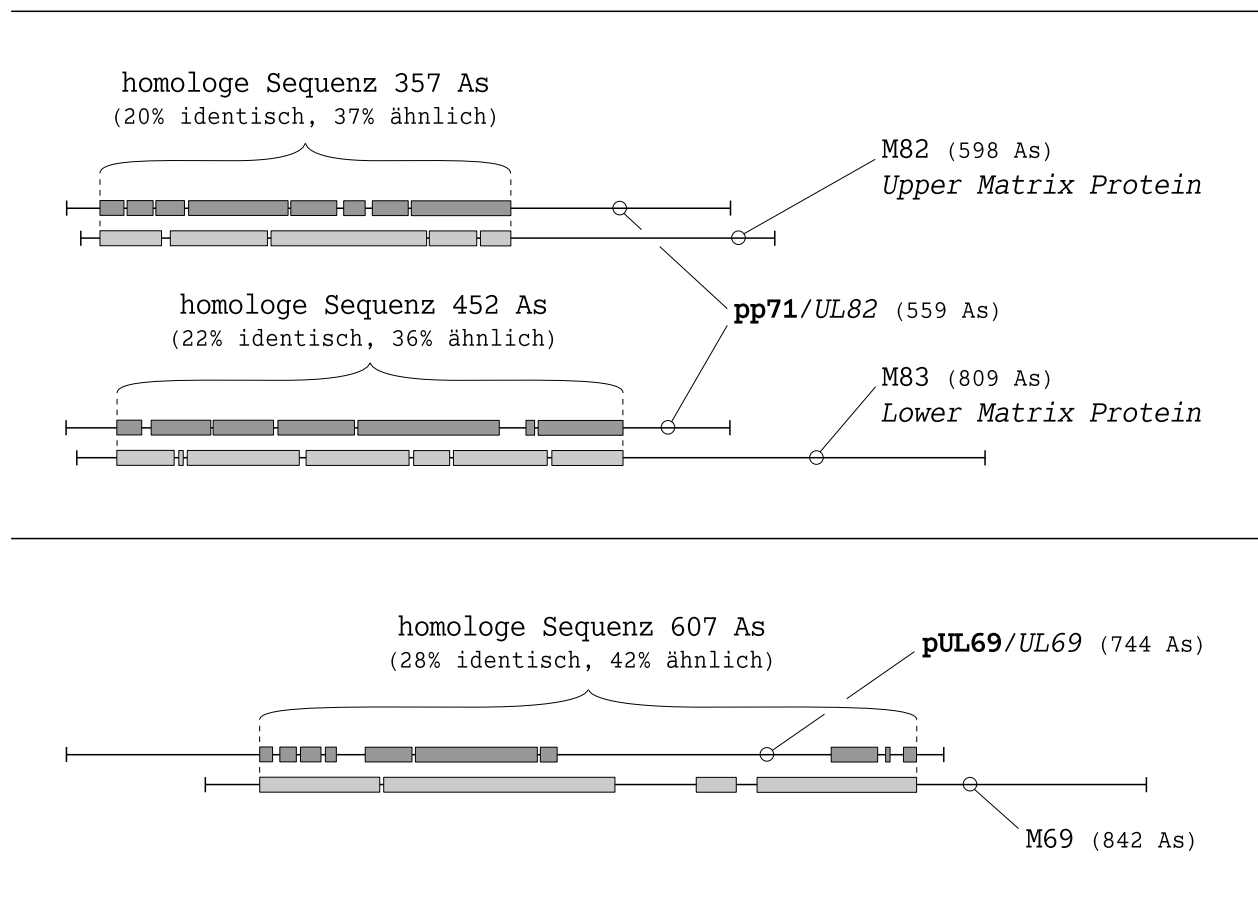 homologe Sequenz 357 As
(20% identisch, 37% ähnlich)
M82 (598 As)
Upper Matrix Protein
homologe Sequenz 452 As
(22% identisch, 36% ähnlich)
pp71/UL82 (559 As)
M83 (809 As)
Lower Matrix Protein
homologe Sequenz 607 As
(28% identisch, 42% ähnlich)
pUL69/UL69 (744 As)
M69 (842 As)